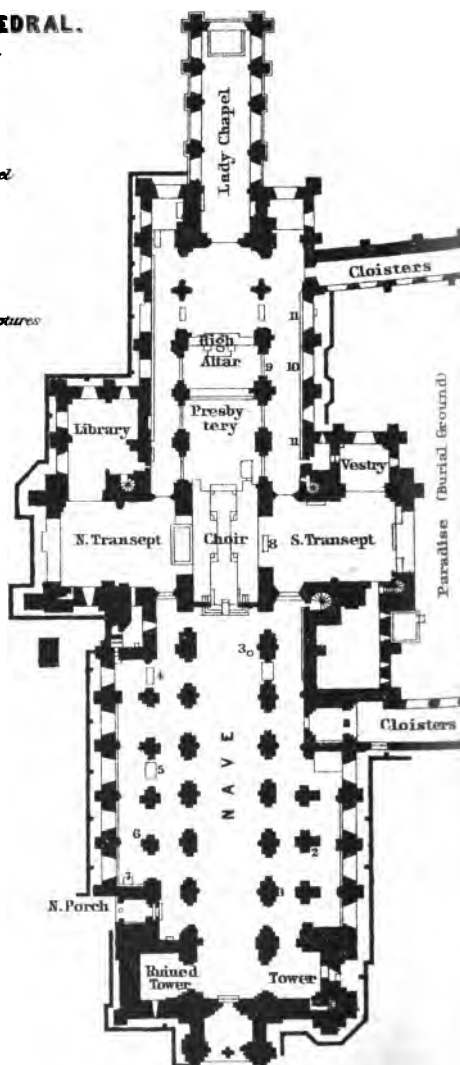 EDRAL.
Lady Chapel
Cloisters
11
High
Altar
9
10
Presby
tery
Library
11
Vestry
Paradise (Burial Ground)
N. Transept
Choir
8
S. Transept
3
4
Cloisters
NAVE
5
6
2
7
1
N. Porch
Ruined
Tower
Tower